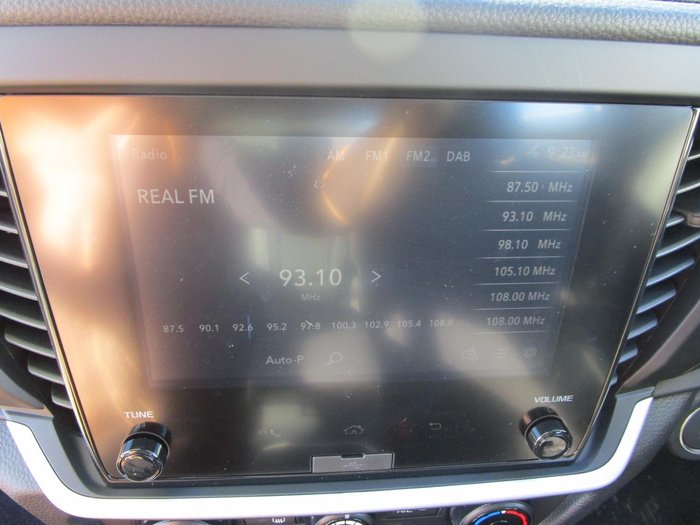 Radio AM FM1 FM2 DAB 9:23
REAL FM
87.50 MHz
93.10 MHz
98.10 MHz
105.10 MHz
108.00 MHz
108.00 MHz
93.10
MHz
87.5 90.1 92.6 95.2 97.8 100.3 102.9 105.4 108.0
Auto-P
TUNE
VOLUME